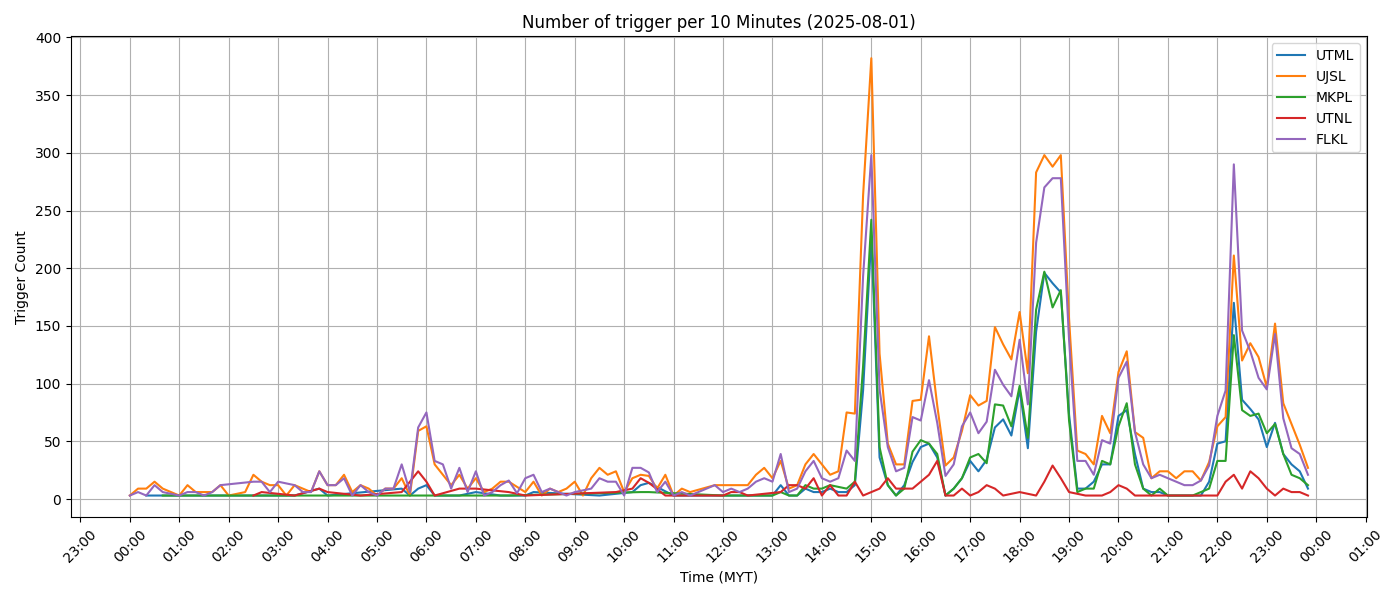 Number of trigger per 10 Minutes (2025-08-01)
Trigger Count
400
350
300
250
200
150
100
50
0
UTML
UJSL
MKPL
UTNL
FLKL
23:00 00:00 01:00 02:00 03:00 04:00 05:00 06:00 07:00 08:00 09:00 10:00 11:00 12:00 13:00 14:00 15:00 16:00 17:00 18:00 19:00 20:00 21:00 22:00 23:00 00:00 01:00
Time (MYT)